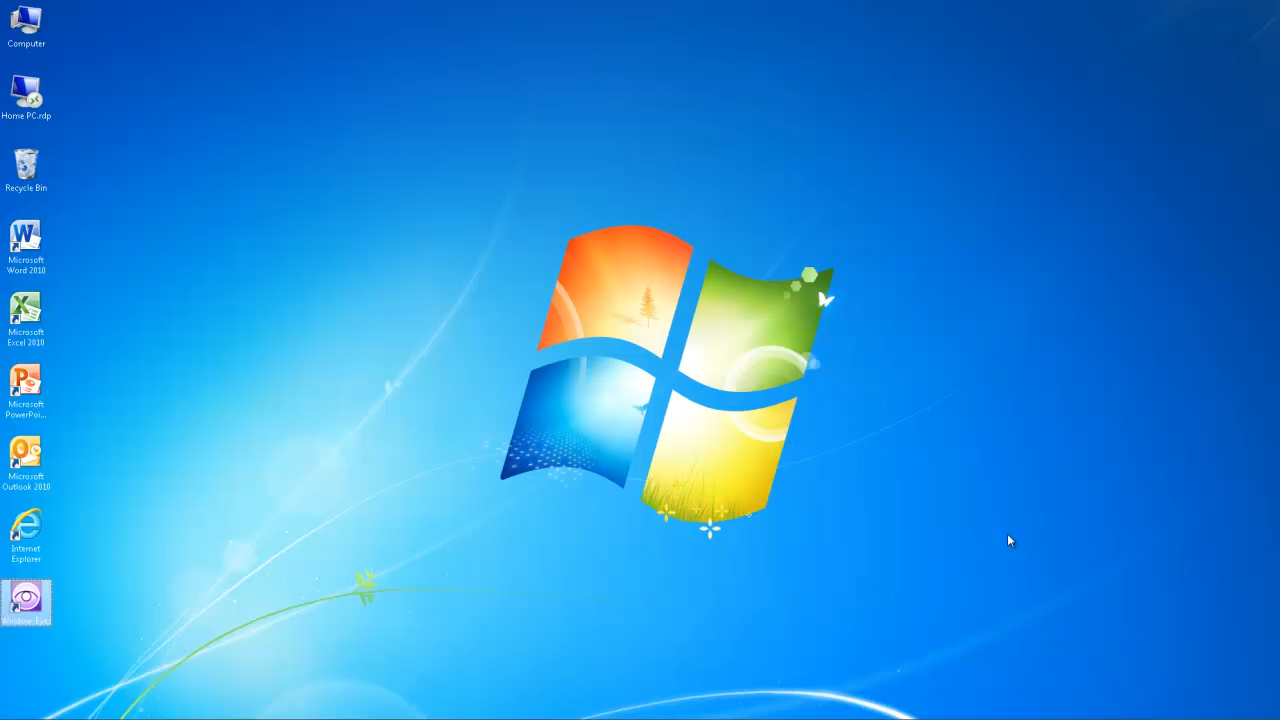 Computer
Home PC.rdp
Recycle Bin
Microsoft
Word 2010
Microsoft
Excel 2010
Microsoft
PowerPoi...
Microsoft
Outlook 2010
Internet
Explorer
Window-Eyes